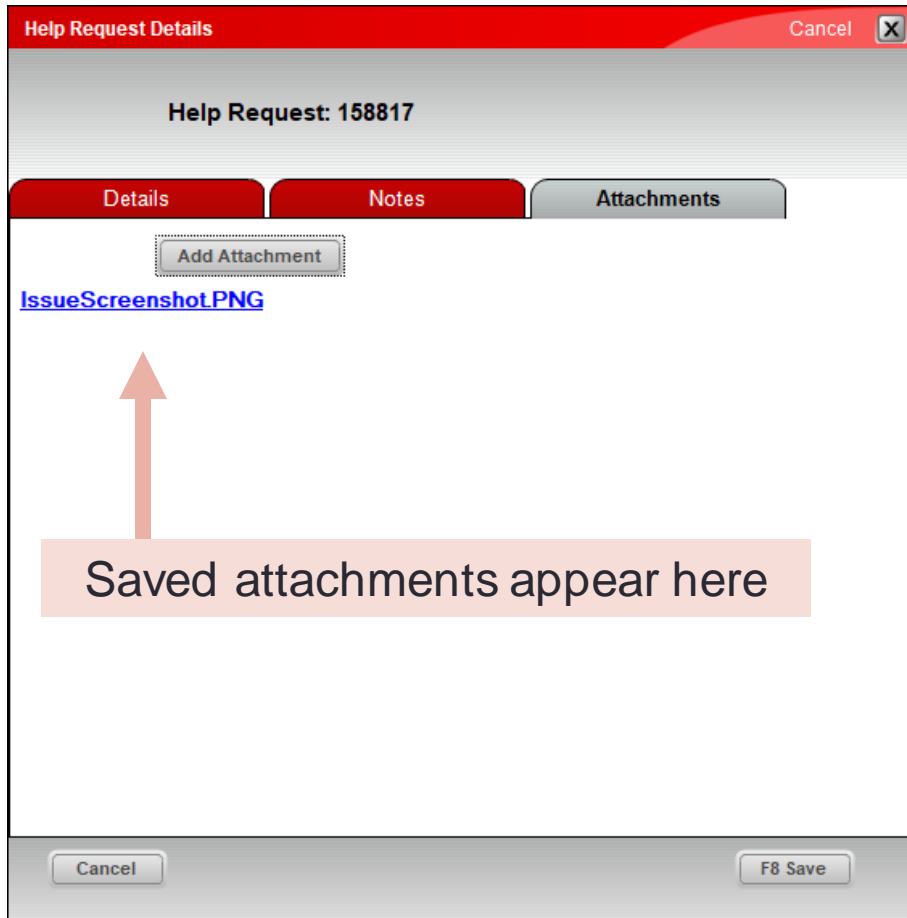 Help Request Details Cancel X
Help Request: 158817
Details Notes Attachments
Add Attachment
IssueScreenshot.PNG
Saved attachments appear here
Cancel F8 Save